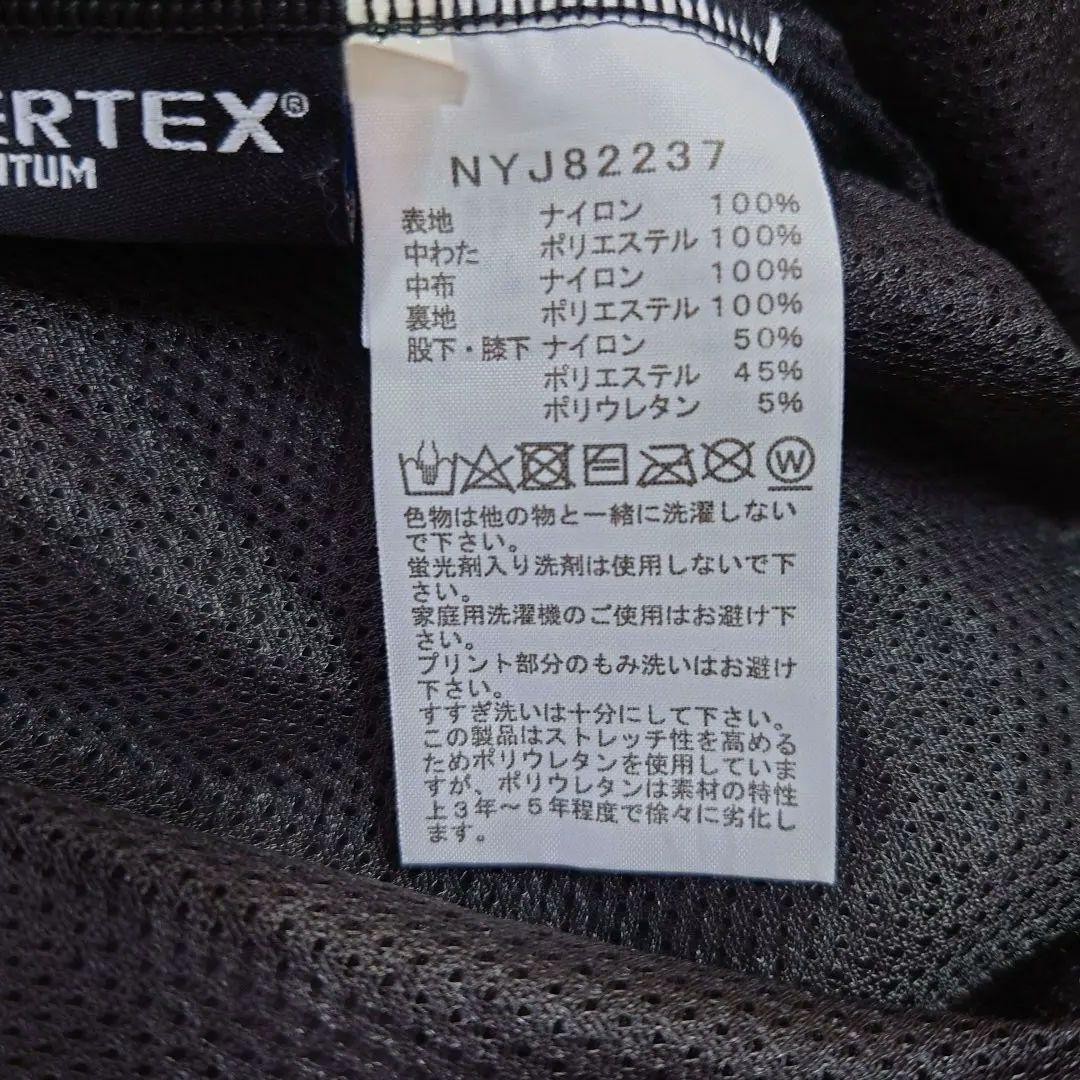 ERTEX®
NTUM
NYJ82237
表地 ナイロン 100%
中わた ポリエステル 100%
中布 ナイロン 100%
裏地 ポリエステル 100%
股下・膝下 ナイロン 50%
ポリエステル 45%
ポリウレタン 5%
W
色物は他の物と一緒に洗濯しない
で下さい。
蛍光剤入り洗剤は使用しないで下
さい。
家庭用洗濯機のご使用はお避け下
さい。
プリント部分のもみ洗いはお避け
下さい。
すすぎ洗いは十分にして下さい。
この製品はストレッチ性を高める
ためポリウレタンを使用していま
すが、ポリウレタンは素材の特性
上3年～5年程度で徐々に劣化し
ます。